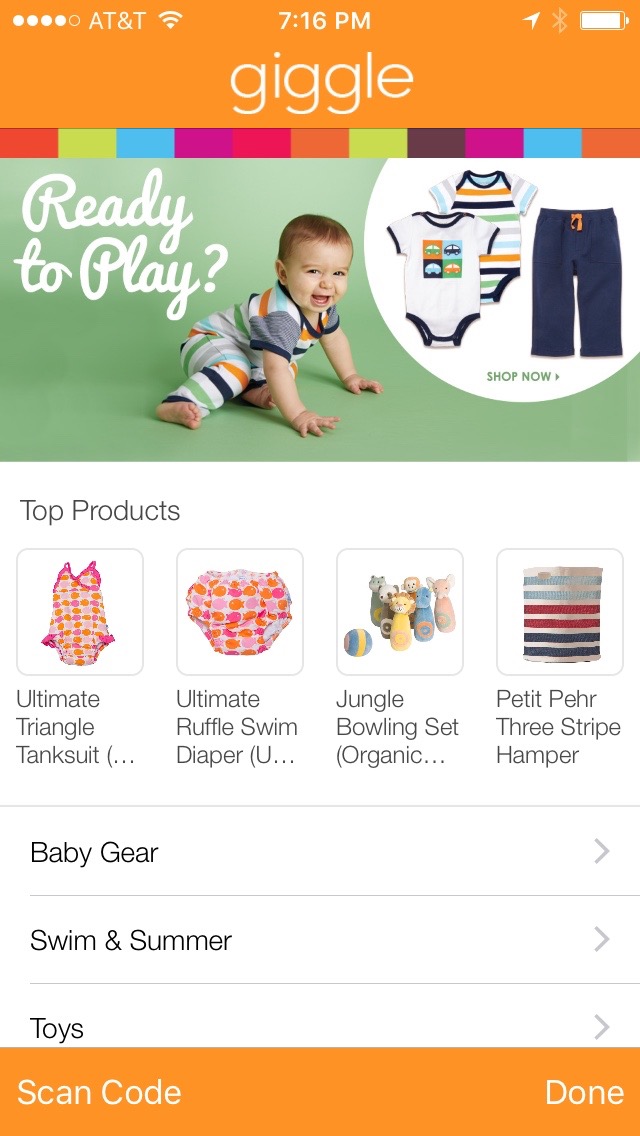 AT&T 7:16 PM
giggle
Ready
to Play?
SHOP NOW
Top Products
Ultimate
Triangle
Tanksuit (...
Ultimate
Ruffle Swim
Diaper (U...
Jungle
Bowling Set
(Organic...
Petit Pehr
Three Stripe
Hamper
Baby Gear
Swim & Summer
Toys
Scan Code Done